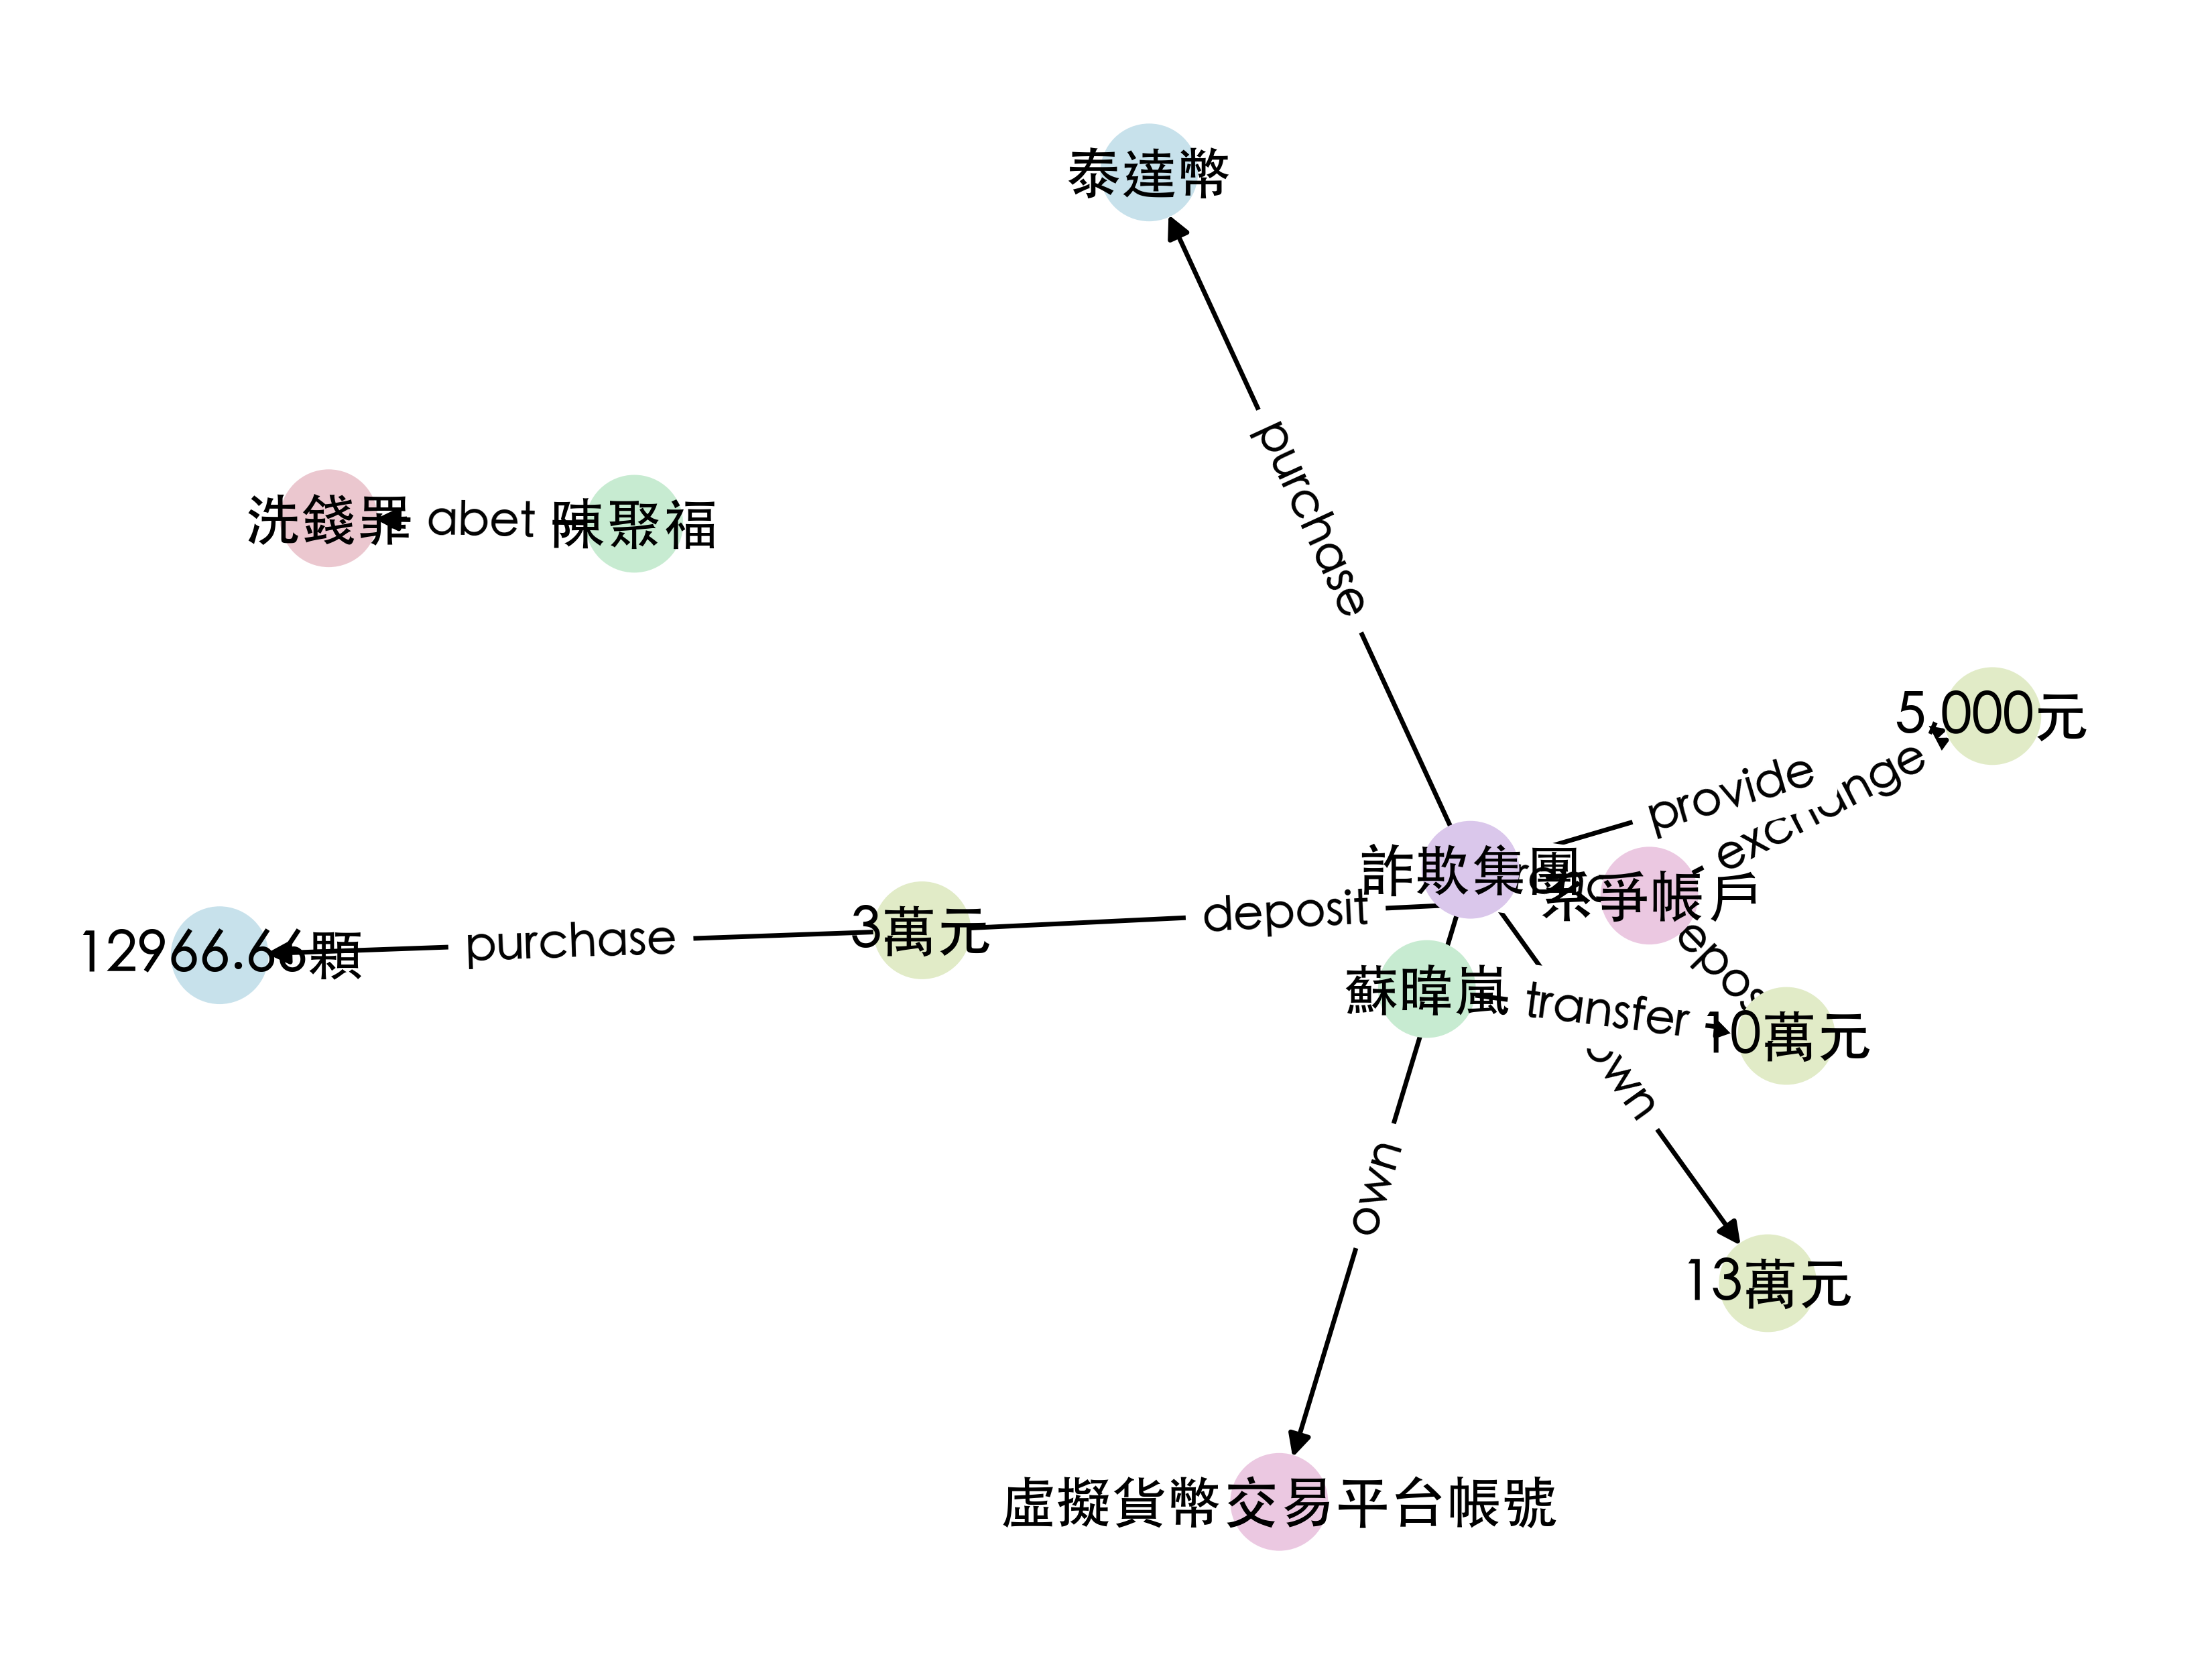 泰達幣
purchase
洗錢罪
abet
陳聚福
5,000元
provide
exchange
詐欺集團
系爭帳戶
deposit
3萬元
purchase
12966.66顆
蘇暐嵐
transfer
10萬元
own
own
13萬元
虛擬貨幣交易平台帳號